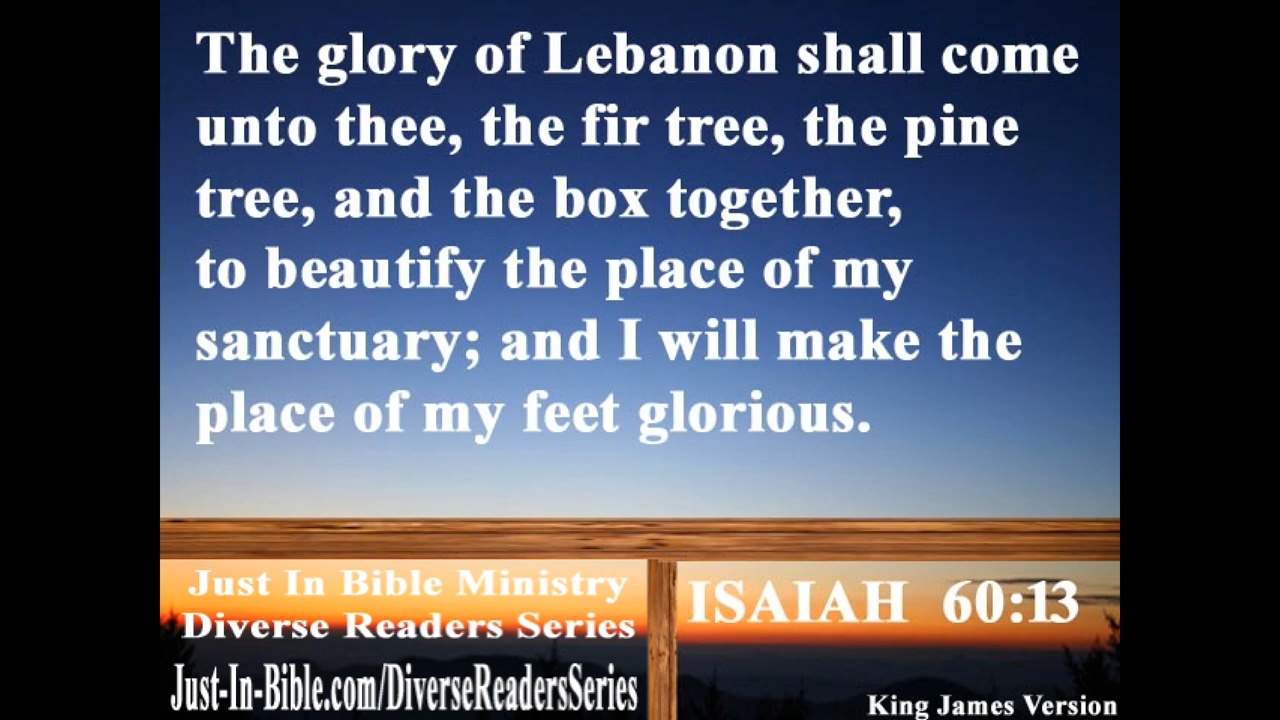 The glory of Lebanon shall come
unto thee, the fir tree, the pine
tree, and the box together,
to beautify the place of my
sanctuary; and I will make the
place of my feet glorious.
Just In Bible Ministry
Diverse Readers Series
Just-In-Bible.com/DiverseReadersSeries
ISAIAH 60:13
King James Version